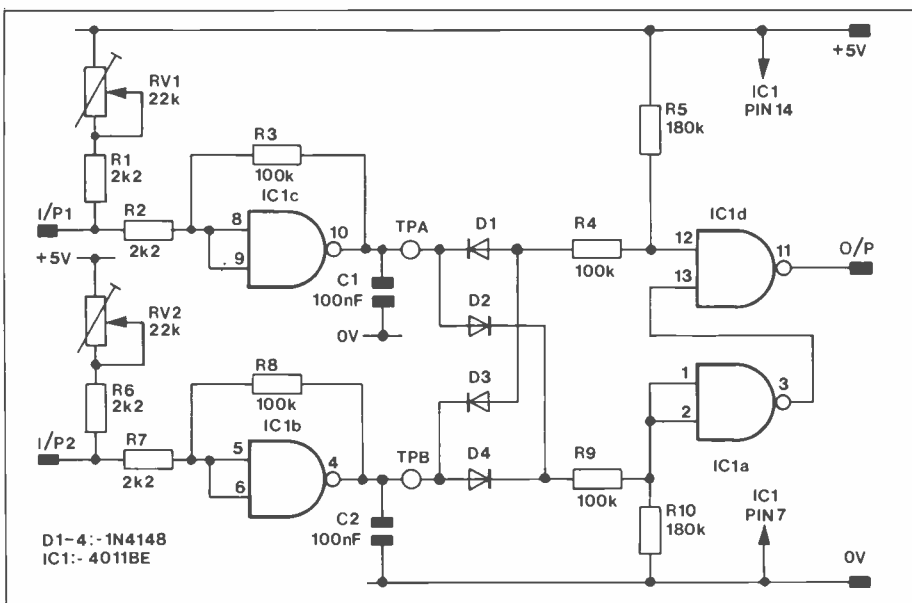 +5V
IC1
PIN 14
RV1
22k
R5
180k
R3
100k
R1
2k2
IC1c
IC1d
I/P1
R2
2k2
8
9
10
TPA
D1
R4
100k
12
13
11
O/P
+5V
C1
100nF
0V
D2
RV2
22k
R8
100k
D3
1
2
3
R6
2k2
IC1b
IC1a
I/P2
R7
2k2
5
6
4
TPB
D4
R9
100k
C2
100nF
R10
180k
IC1
PIN 7
0V
D1-4:-1N4148
IC1:-4011BE